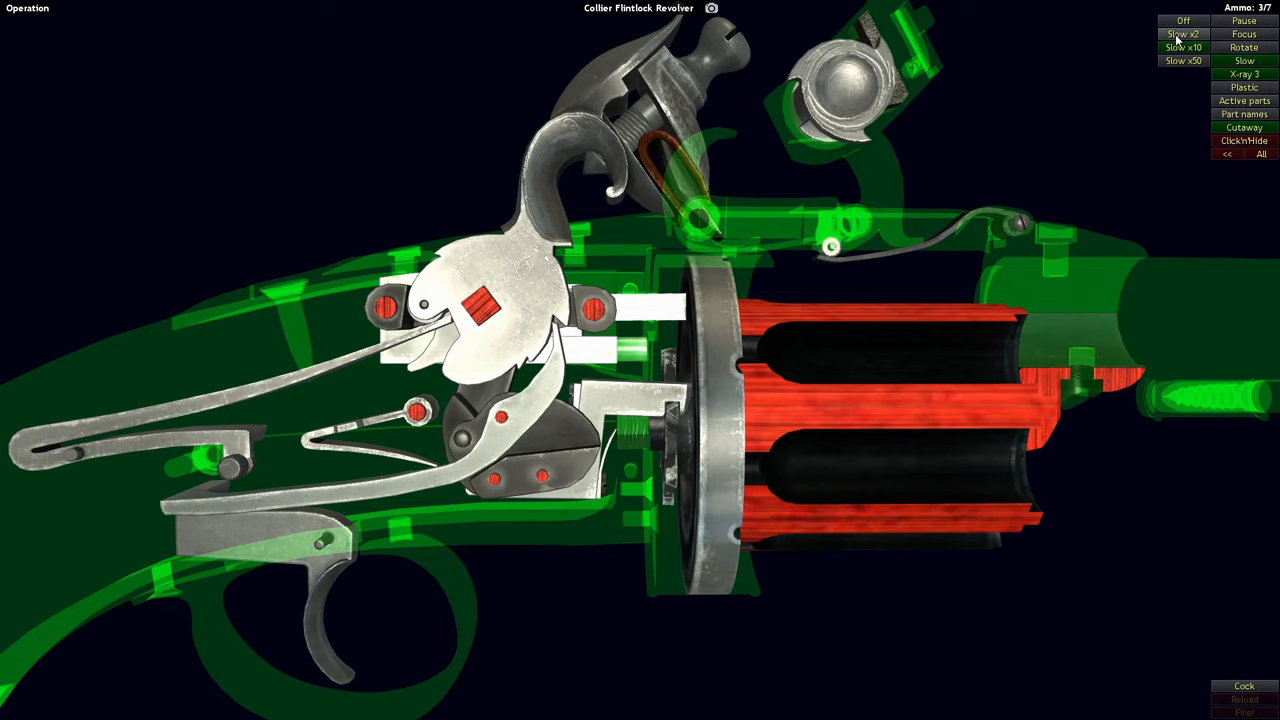 Operation
Collier Flintlock Revolver
Ammo: 3/7
Off
Pause
Slow x2
Focus
Slow x10
Rotate
Slow x50
Slow
X-ray 3
Plastic
Active parts
Part names
Cutaway
Click'n'Hide
<< All
Cock
Reload
Fire!